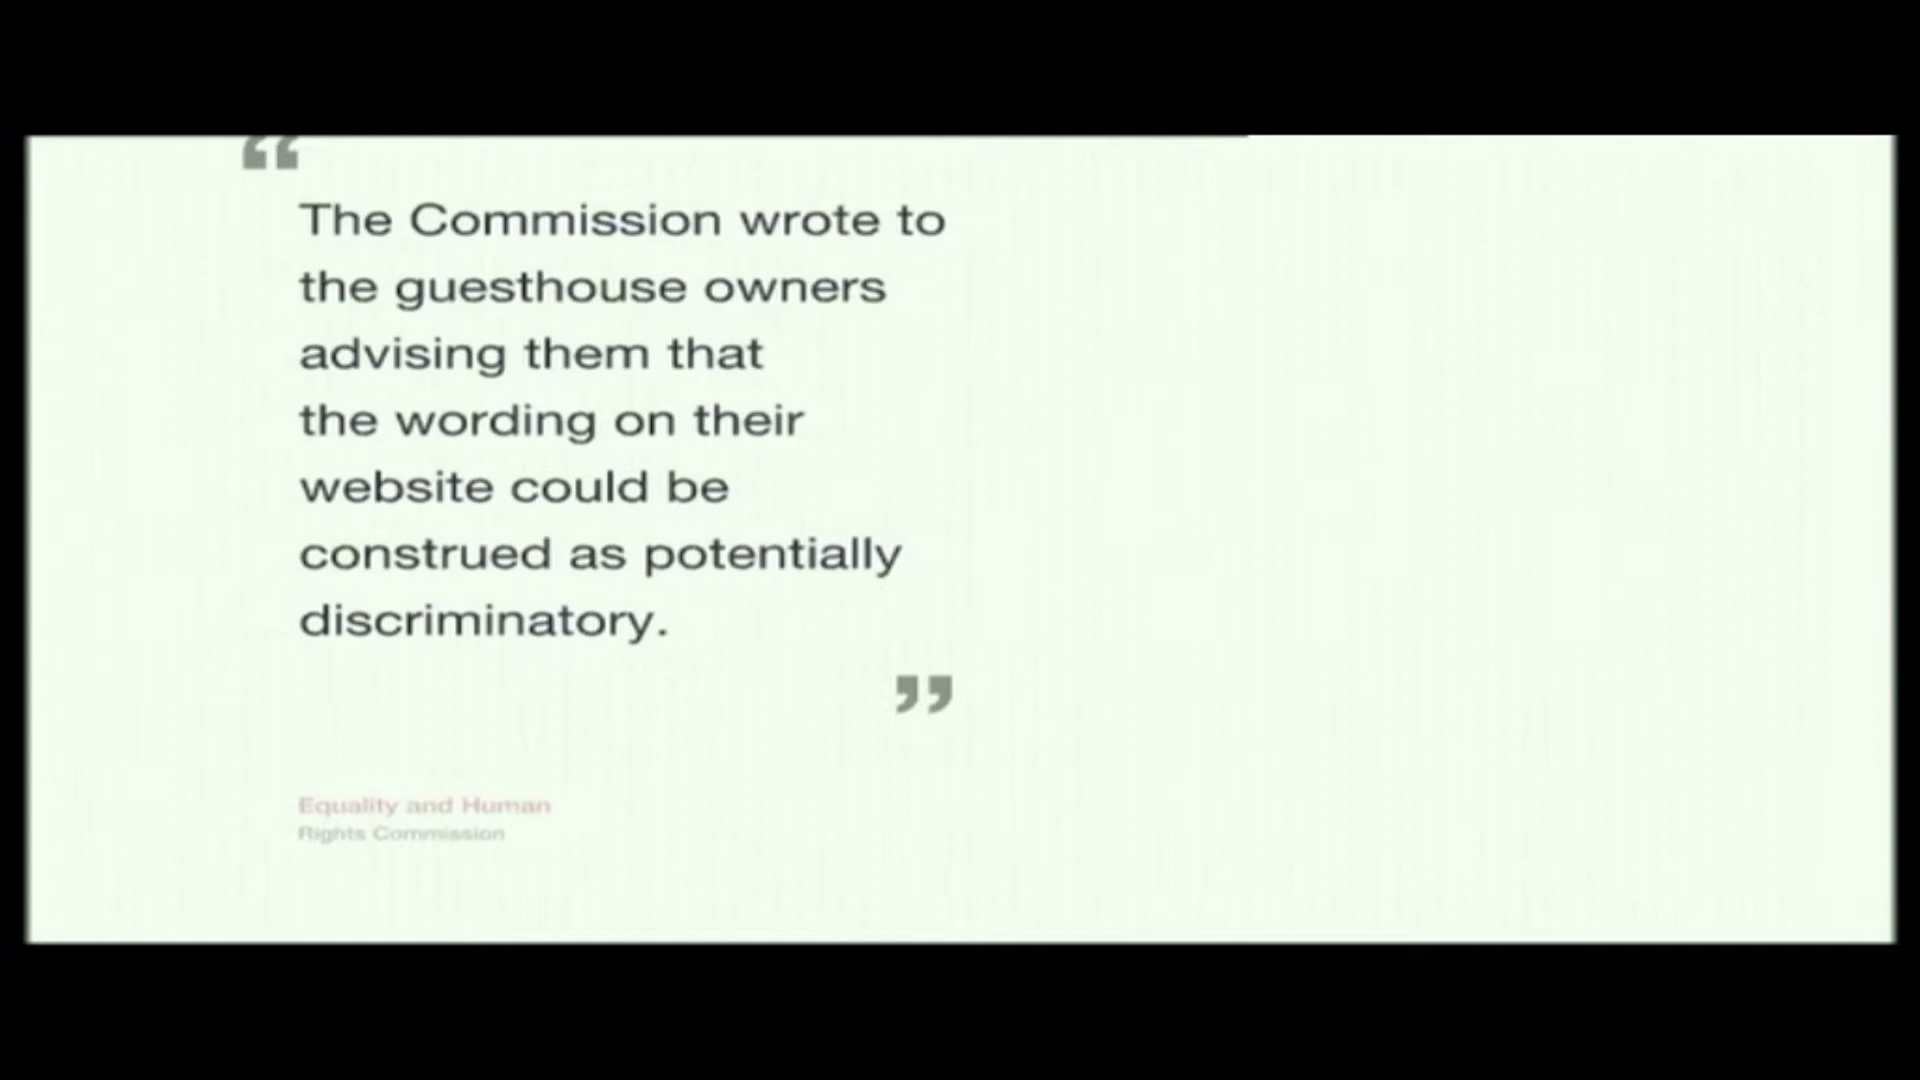 “
The Commission wrote to
the guesthouse owners
advising them that
the wording on their
website could be
construed as potentially
discriminatory.
”
Equality and Human
Rights Commission